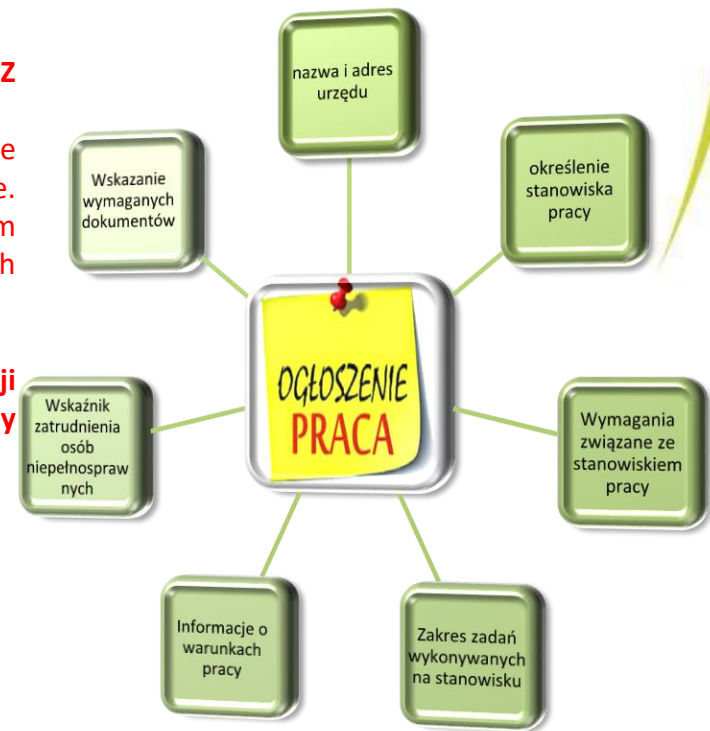 z
e
e.
m
h
ji
y
nazwa i adres
urzędu
określenie
stanowiska
pracy
Wymagania
związane ze
stanowiskiem
pracy
Zakres zadań
wykonywanych
na stanowisku
Informacje o
warunkach
pracy
Wskaźnik
zatrudnienia
osób
niepełnospraw
nych
Wskazanie
wymaganych
dokumentów
OGŁOSZENIE
PRACA